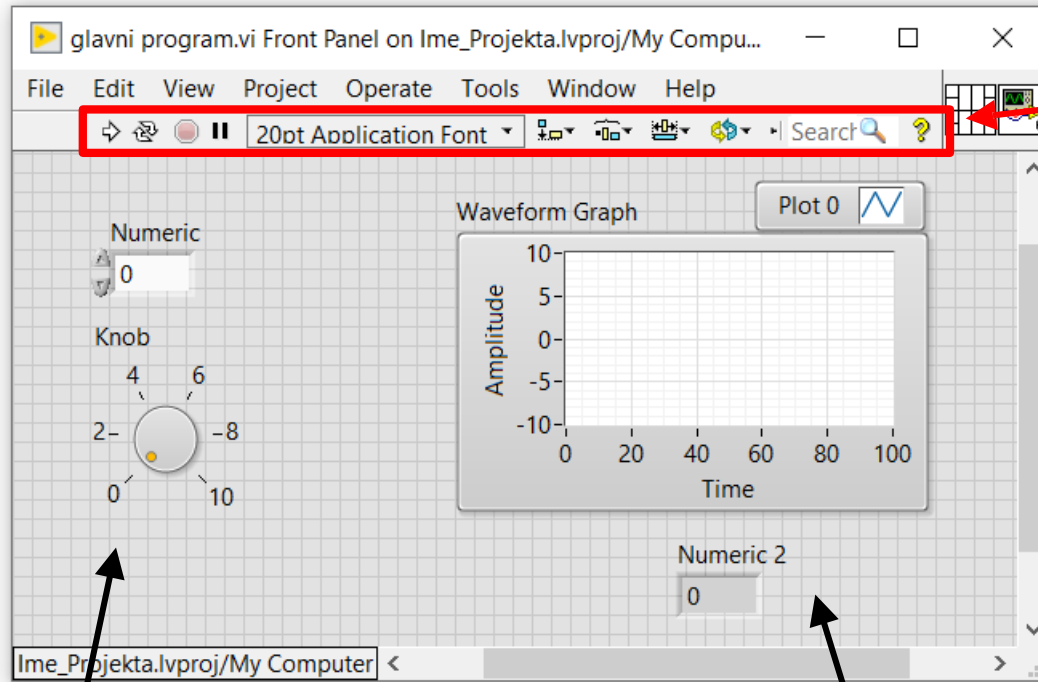 glavni program.vi Front Panel on Ime_Projekta.lvproj/My Compu...
File Edit View Project Operate Tools Window Help
20pt Application Font Search ?
Waveform Graph Plot 0
Numeric
0
10
5
0
-5
-10
Amplitude
0 20 40 60 80 100
Time
Knob
4 6
2 8
0 10
Numeric 2
0
Ime_Projekta.lvproj/My Computer